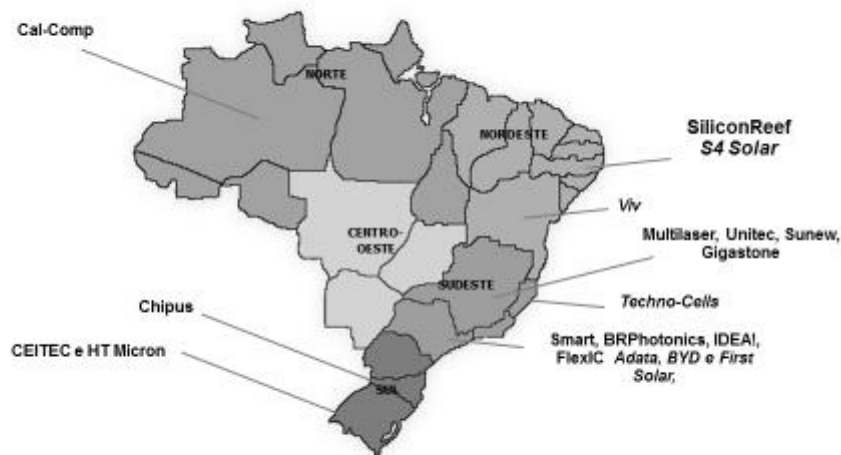 Cal-Comp
NORTE
NORDESTE
SiliconReef
S4 Solar
Viv
CENTRO-
OESTE
Multilaser, Unitec, Sunew,
Gigastone
SUDESTE
Techno-Cells
Chipus
Smart, BRPhotonics, IDEA!,
FlexIC Adata, BYD e First
Solar,
CEITEC e HT Micron
SUL